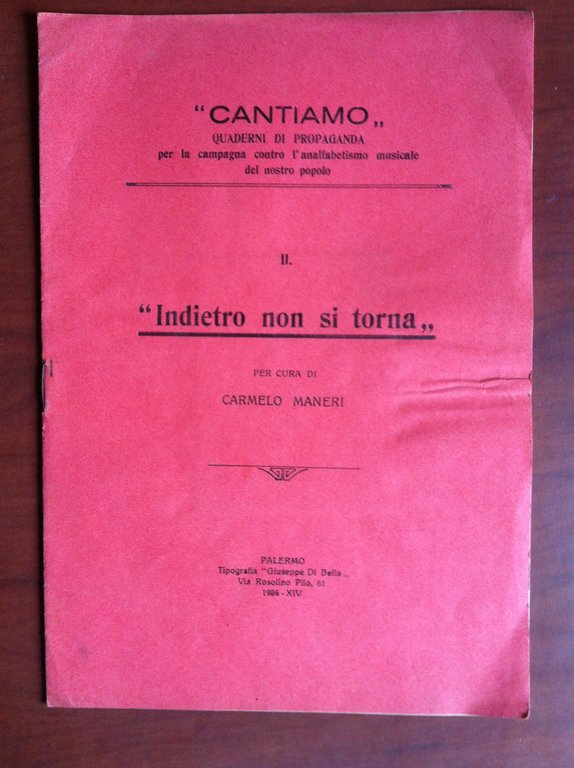 “CANTIAMO„
QUADERNI DI PROPAGANDA
per la campagna contro l'analfabetismo musicale
del nostro popolo
II.
“Indietro non si torna„
PER CURA DI
CARMELO MANERI
PALERMO
Tipografia “Giuseppe Di Bella„
Via Rosolino Pilo, 61
1936 - XIV